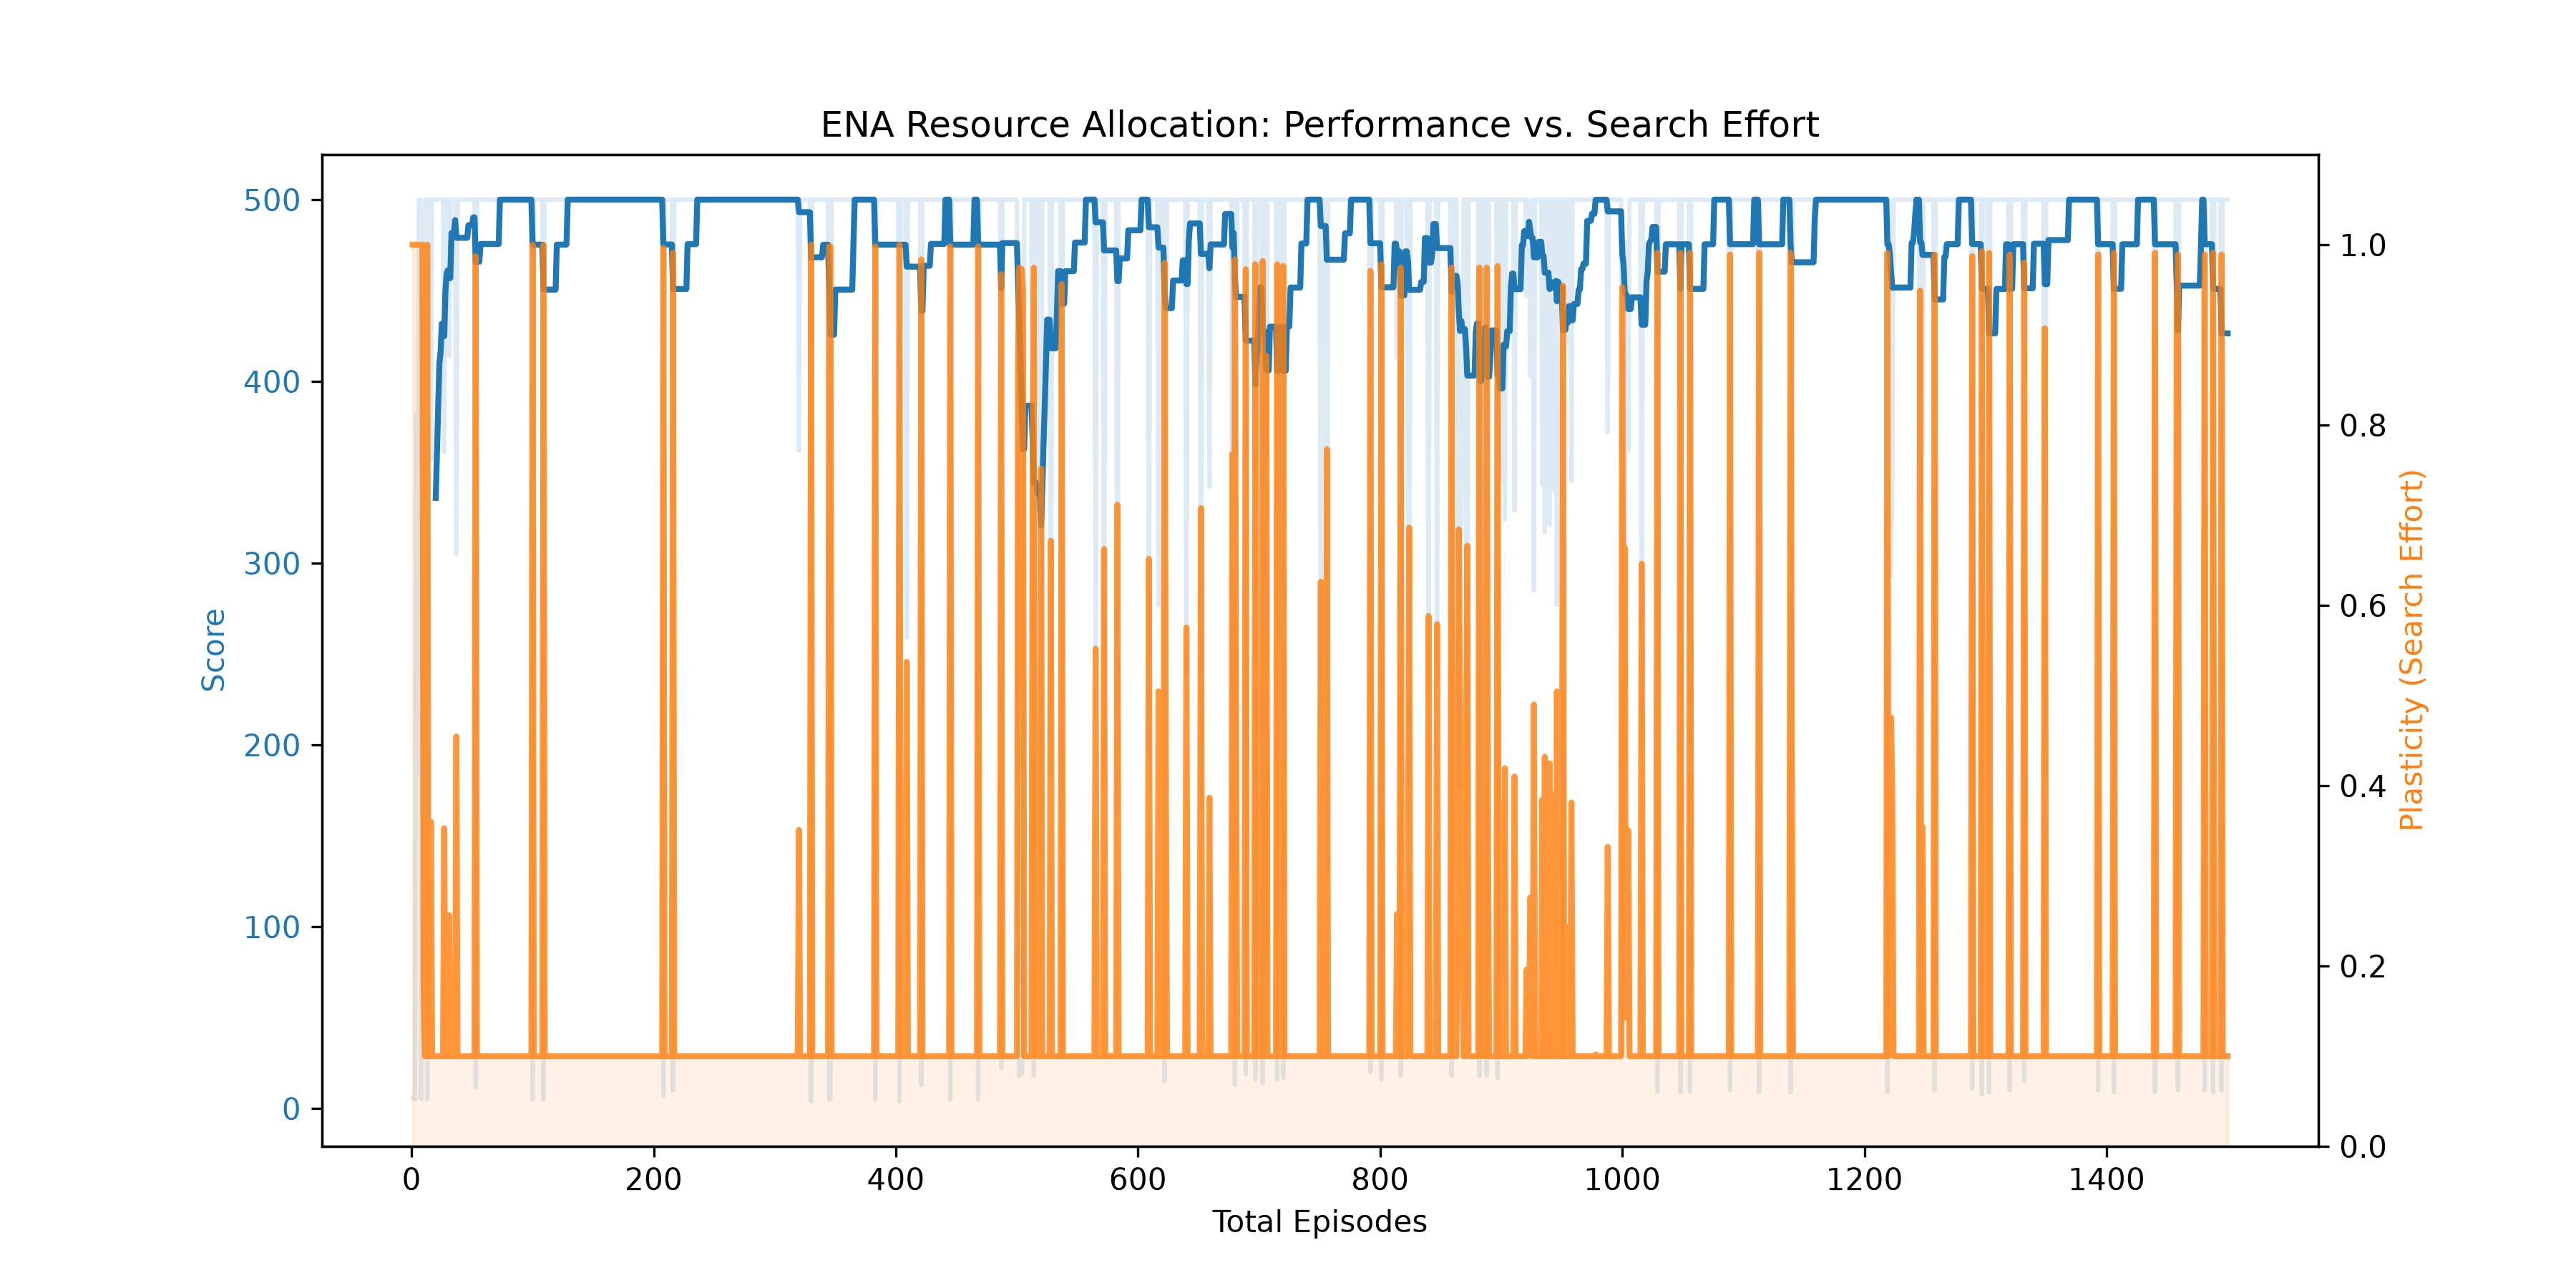 ENA Resource Allocation: Performance vs. Search Effort
500
400
300
200
100
0
Score
1.0
0.8
0.6
0.4
0.2
0.0
Plasticity (Search Effort)
0 200 400 600 800 1000 1200 1400
Total Episodes